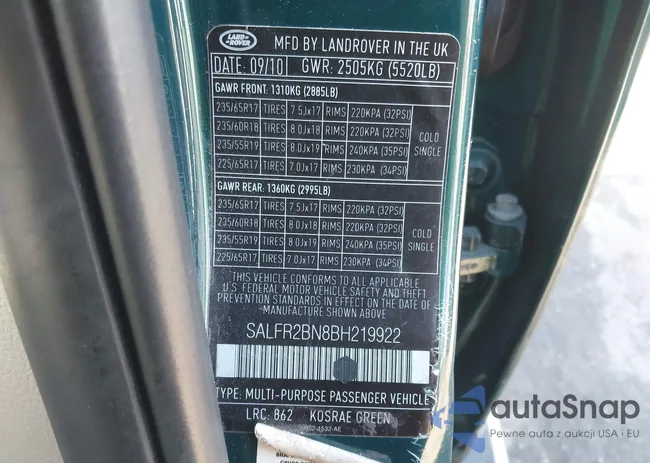 LAND ROVER
MFD BY LANDROVER IN THE UK
DATE: 09/10 GWR: 2505KG (5520LB)
GAWR FRONT: 1310KG (2885LB)
235/65R17 TIRES 7.5Jx17 RIMS 220KPA (32PSI)
235/60R18 TIRES 8.0Jx18 RIMS 220KPA (32PSI) COLD
235/55R19 TIRES 8.0Jx19 RIMS 240KPA (35PSI) SINGLE
225/65R17 TIRES 7.0Jx17 RIMS 230KPA (34PSI)
GAWR REAR: 1360KG (2995LB)
235/65R17 TIRES 7.5Jx17 RIMS 220KPA (32PSI)
235/60R18 TIRES 8.0Jx18 RIMS 220KPA (32PSI) COLD
235/55R19 TIRES 8.0Jx19 RIMS 240KPA (35PSI) SINGLE
225/65R17 TIRES 7.0Jx17 RIMS 230KPA (34PSI)
THIS VEHICLE CONFORMS TO ALL APPLICABLE
U.S. FEDERAL MOTOR VEHICLE SAFETY AND THEFT
PREVENTION STANDARDS IN EFFECT ON THE DATE OF
MANUFACTURE SHOWN ABOVE
SALFR2BN8BH219922
TYPE: MULTI-PURPOSE PASSENGER VEHICLE
LRC: 862 KOSRAE GREEN
autoSnap
Pewne auta z aukcji USA i EU